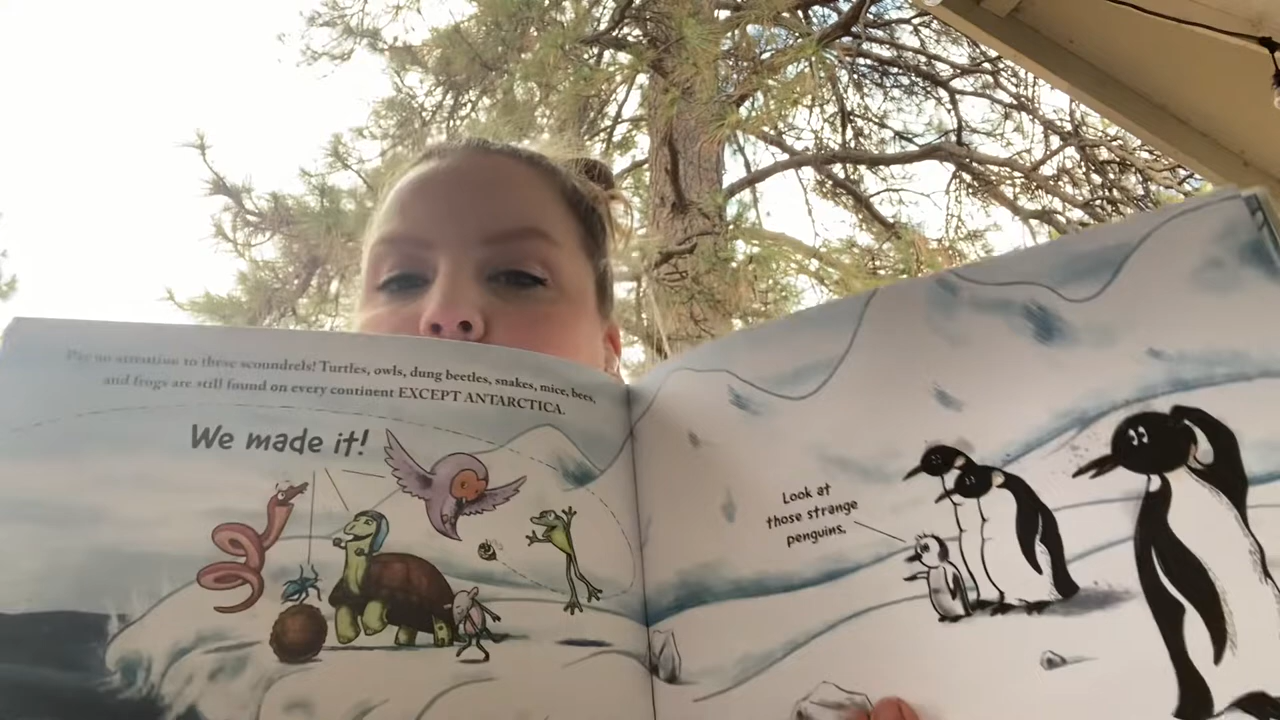 Pay no attention to these scoundrels! Turtles, owls, dung beetles, snakes, mice, bees,
and frogs are still found on every continent EXCEPT ANTARCTICA.
We made it!
Look at
those strange
penguins.